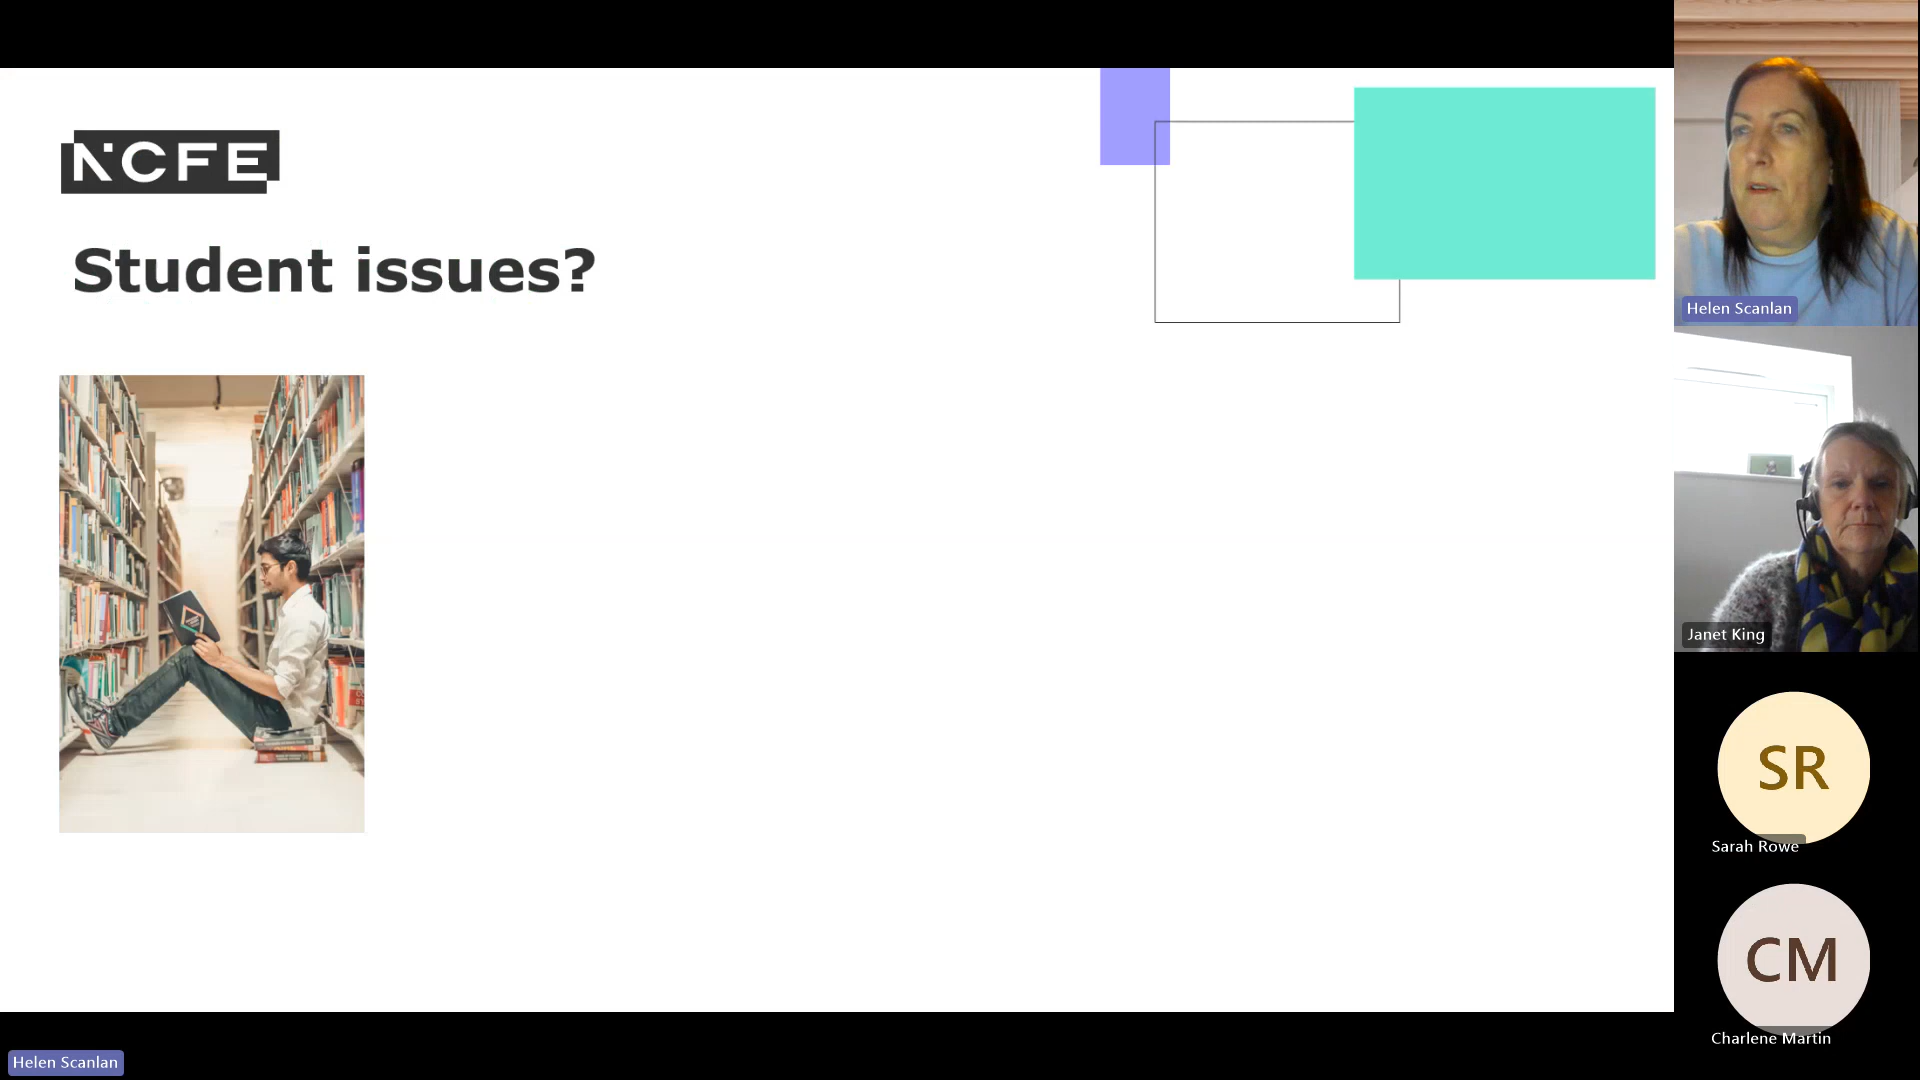 NCFE
Student issues?
Helen Scanlan
Janet King
SR
Sarah Rowe
CM
Charlene Martin
Helen Scanlan